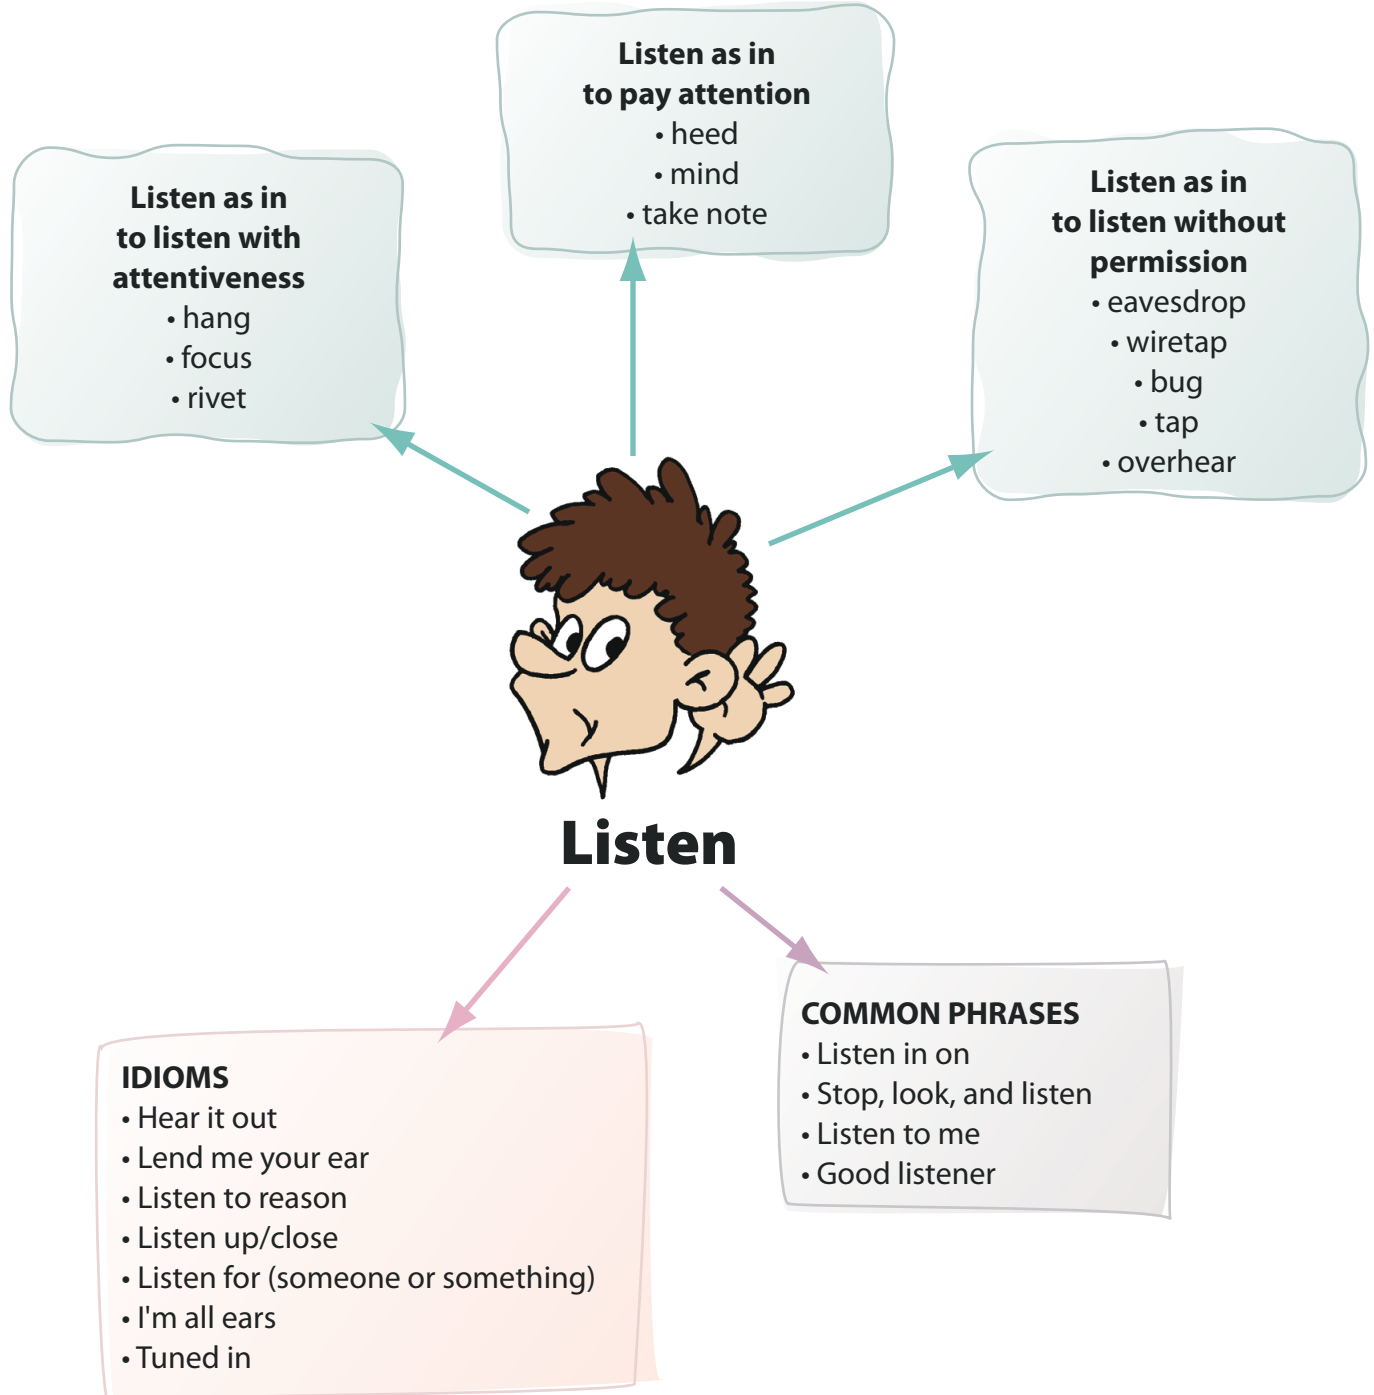 Listen as in
to pay attention
• heed
• mind
• take note
Listen as in
to listen with
attentiveness
• hang
• focus
• rivet
Listen as in
to listen without
permission
• eavesdrop
• wiretap
• bug
• tap
• overhear
Listen
IDIOMS
• Hear it out
• Lend me your ear
• Listen to reason
• Listen up/close
• Listen for (someone or something)
• I'm all ears
• Tuned in
COMMON PHRASES
• Listen in on
• Stop, look, and listen
• Listen to me
• Good listener